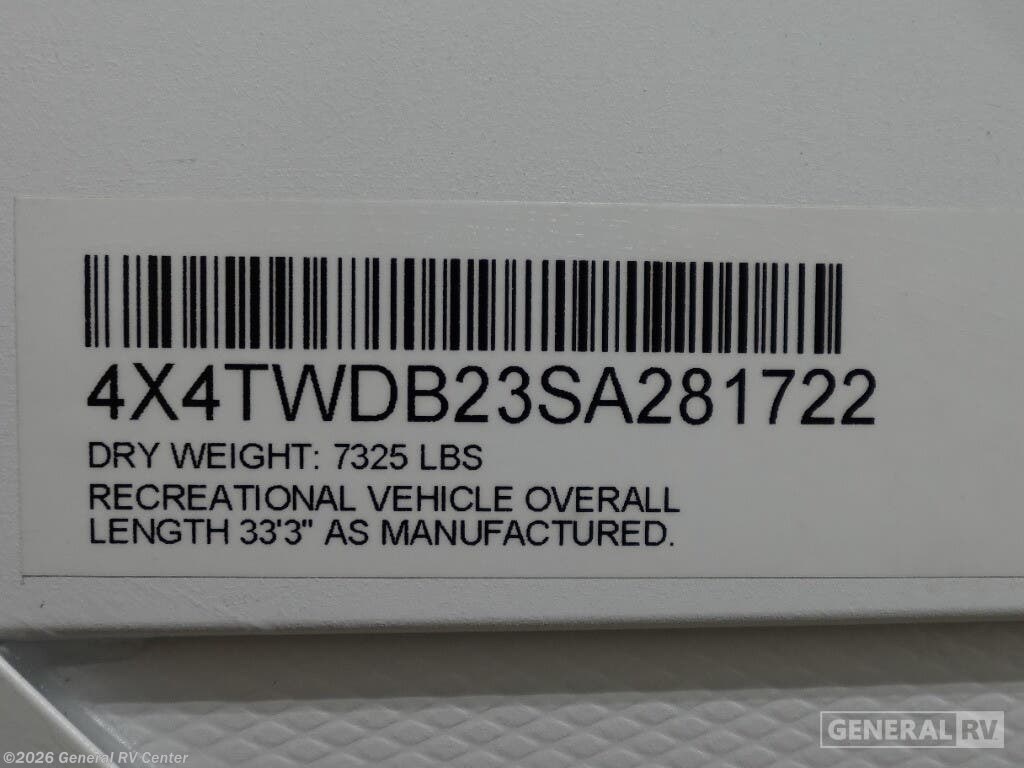 4X4TWDB23SA281722
DRY WEIGHT: 7325 LBS
RECREATIONAL VEHICLE OVERALL
LENGTH 33'3" AS MANUFACTURED.
GENERAL RV
©2026 General RV Center